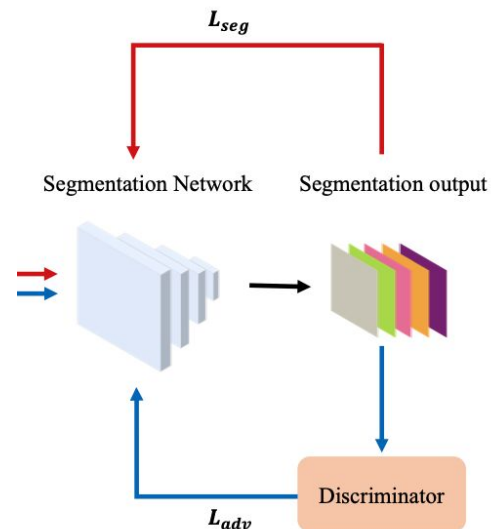 L_seg
Segmentation Network
Segmentation output
Discriminator
L_adv